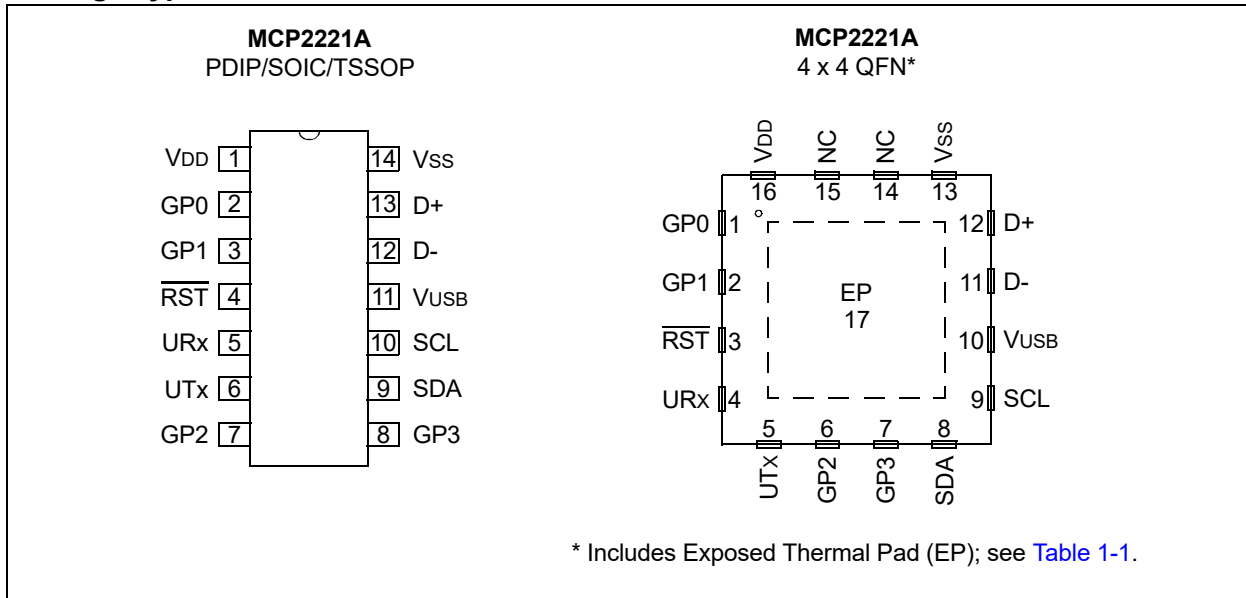 MCP2221A
PDIP/SOIC/TSSOP
VDD 1
14 VSS
GP0 2
13 D+
GP1 3
12 D-
RST 4
11 VUSB
URx 5
10 SCL
UTx 6
9 SDA
GP2 7
8 GP3
MCP2221A
4 x 4 QFN*
VDD
NC
NC
VSS
16
15
14
13
GP0 1
12 D+
GP1 2
11 D-
EP
17
RST 3
10 VUSB
URx 4
9 SCL
5
6
7
8
UTx
GP2
GP3
SDA
* Includes Exposed Thermal Pad (EP); see Table 1-1.